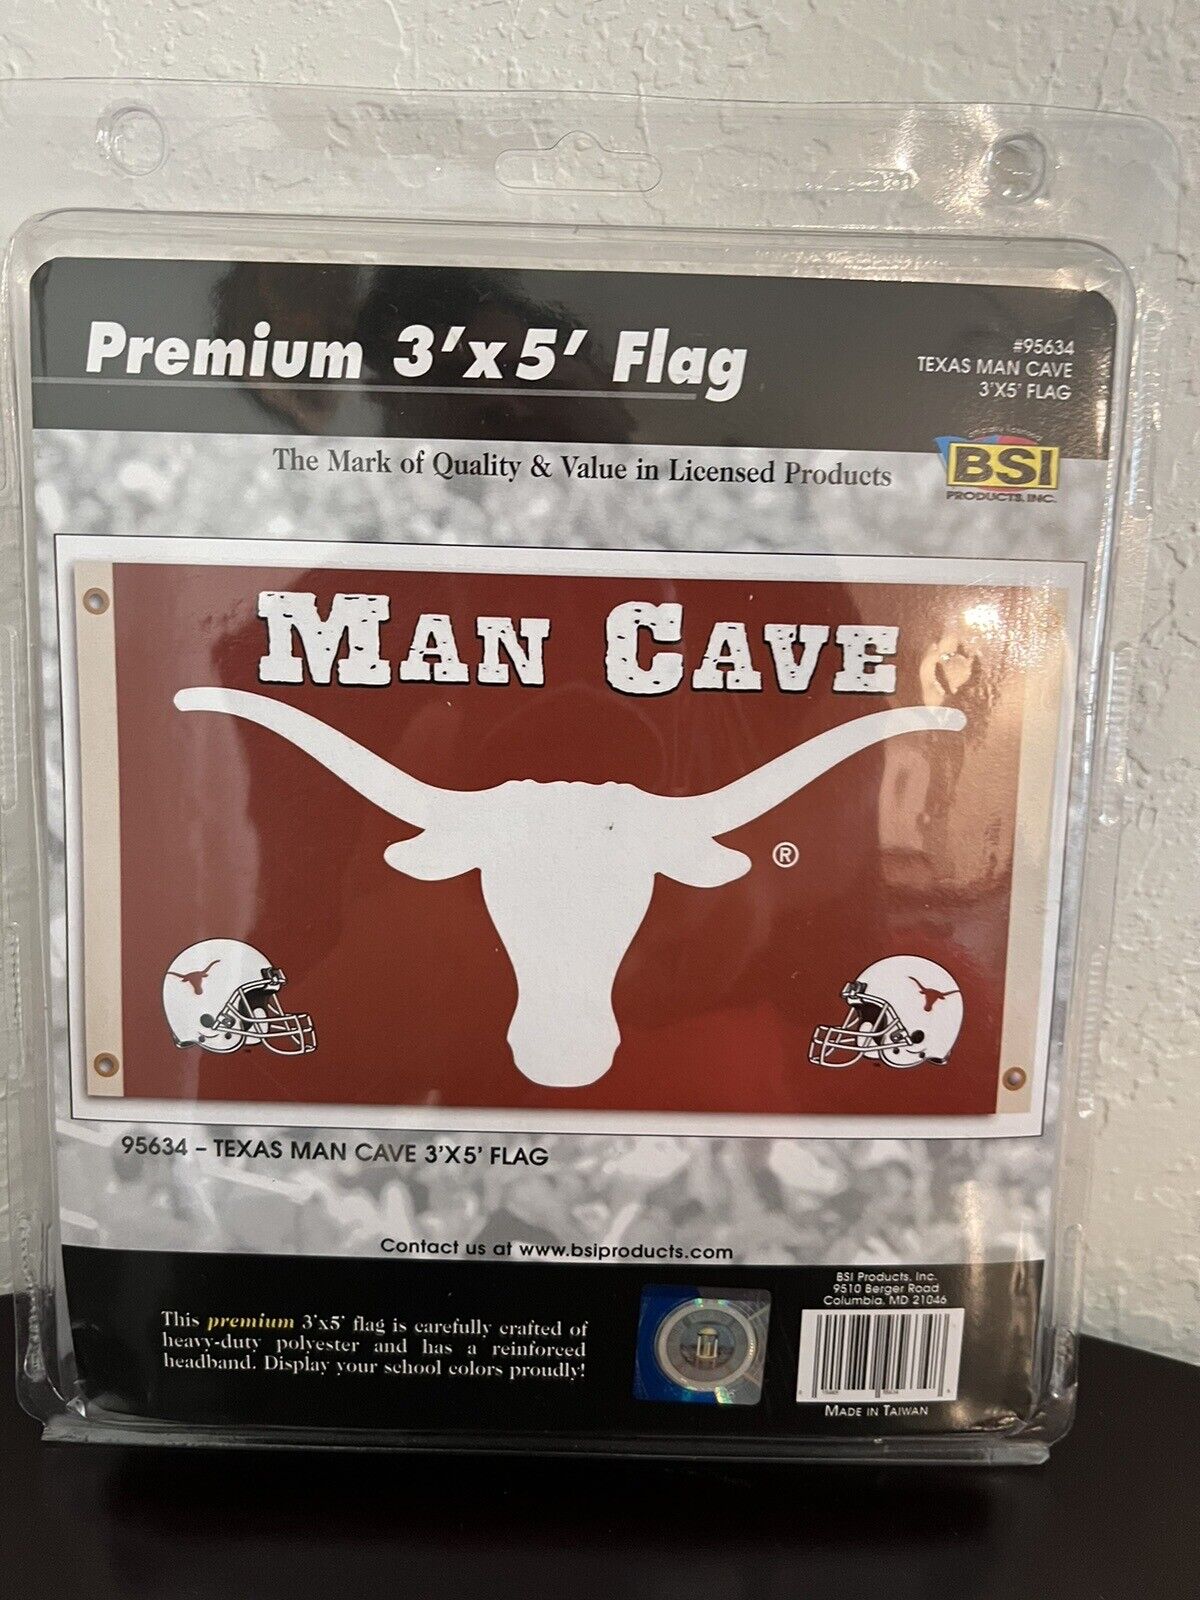 Premium 3'x5' Flag
#95634
TEXAS MAN CAVE
3'X5' FLAG
The Mark of Quality & Value in Licensed Products
BSI
PRODUCTS, INC.
MAN CAVE
®
95634 – TEXAS MAN CAVE 3'X5' FLAG
Contact us at www.bsiproducts.com
This premium 3'x5' flag is carefully crafted of
heavy-duty polyester and has a reinforced
headband. Display your school colors proudly!
BSI Products, Inc.
9510 Berger Road
Columbia, MD 21046
MADE IN TAIWAN